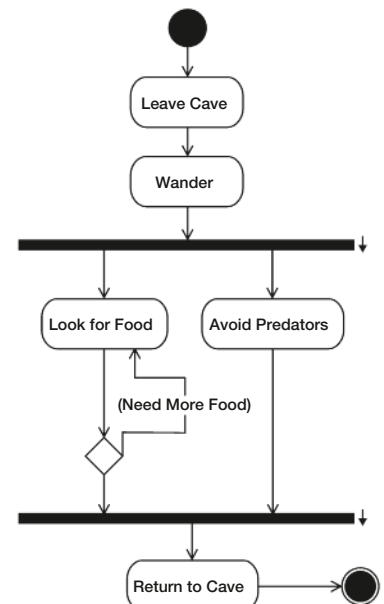 Leave Cave
Wander
Look for Food
Avoid Predators
(Need More Food)
Return to Cave